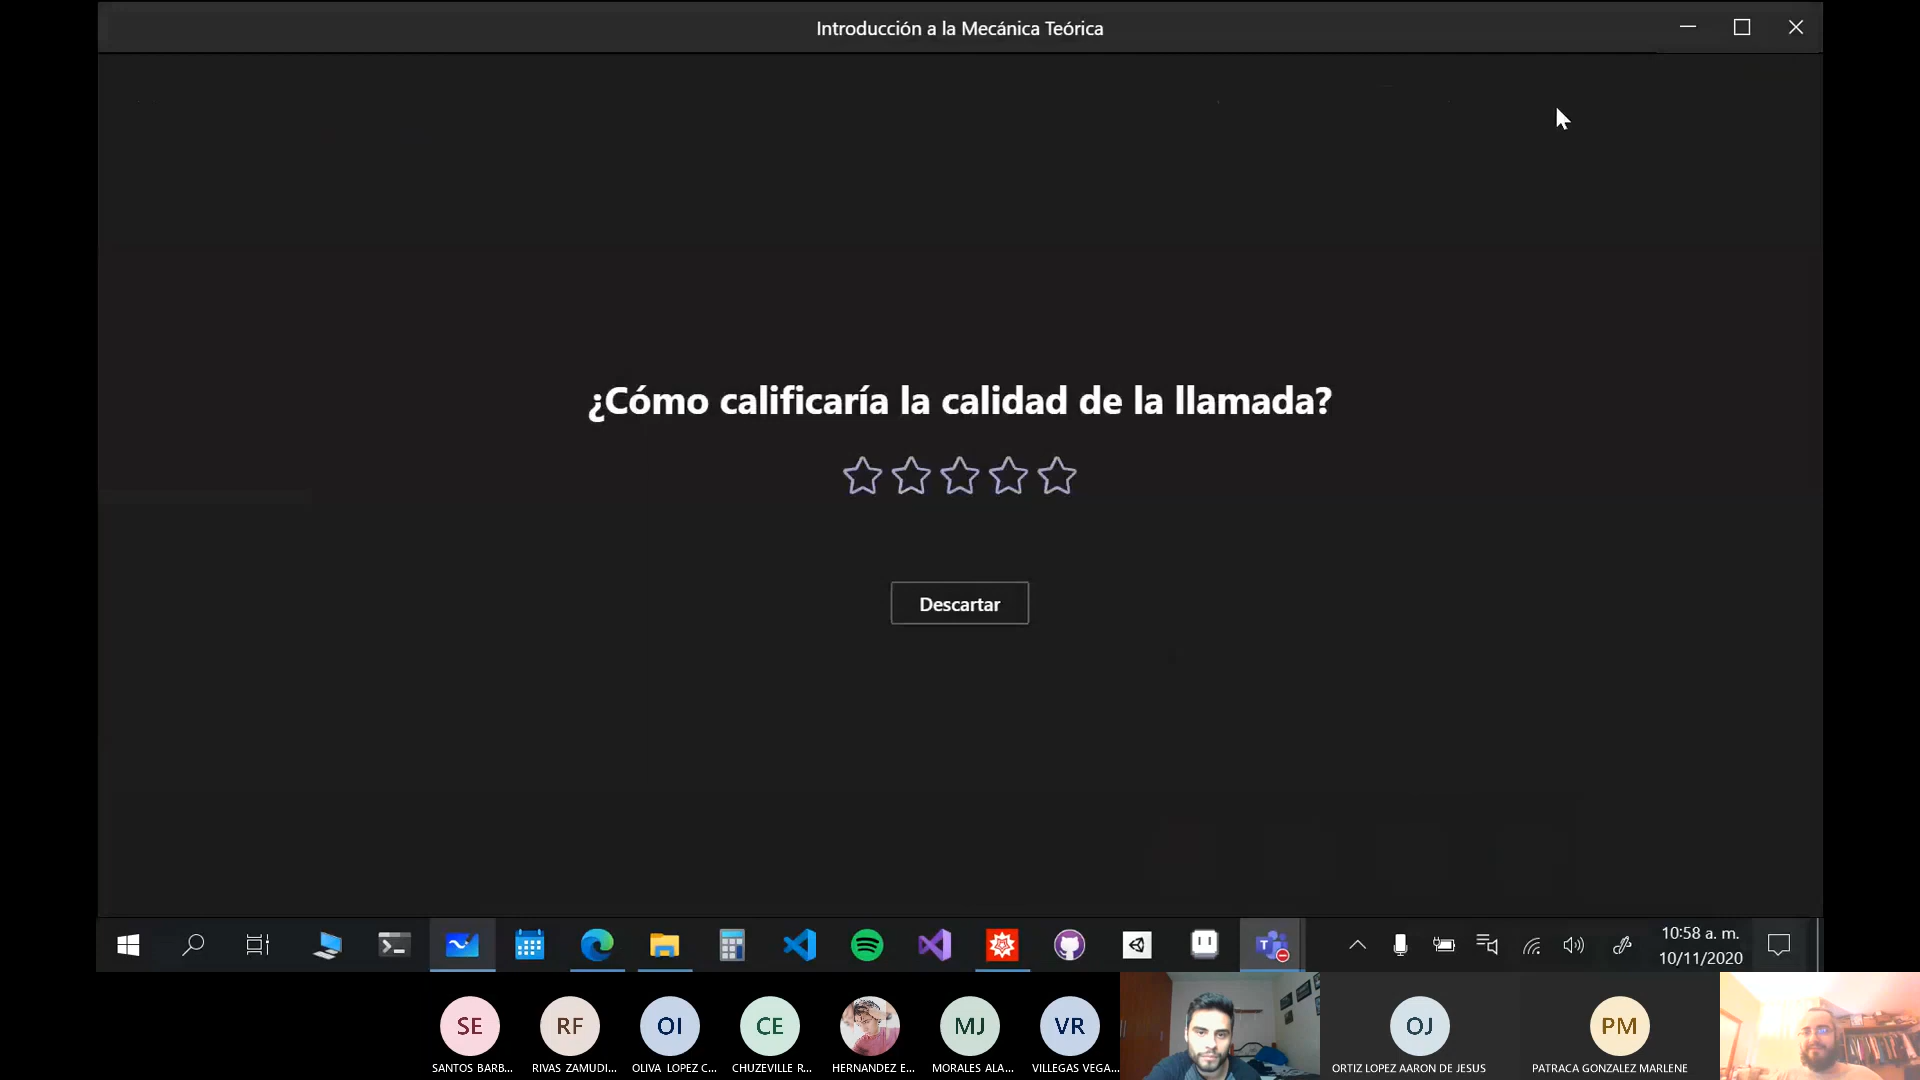 Introducción a la Mecánica Teórica
¿Cómo calificaría la calidad de la llamada?
Descartar
10:58 a. m.
10/11/2020
SE
RF
OI
CE
MJ
VR
OJ
PM
SANTOS BARB...
RIVAS ZAMUDI...
OLIVA LOPEZ C...
CHUZEVILLE R...
HERNANDEZ E...
MORALES ALA...
VILLEGAS VEGA...
ORTIZ LOPEZ AARON DE JESUS
PATRACA GONZALEZ MARLENE